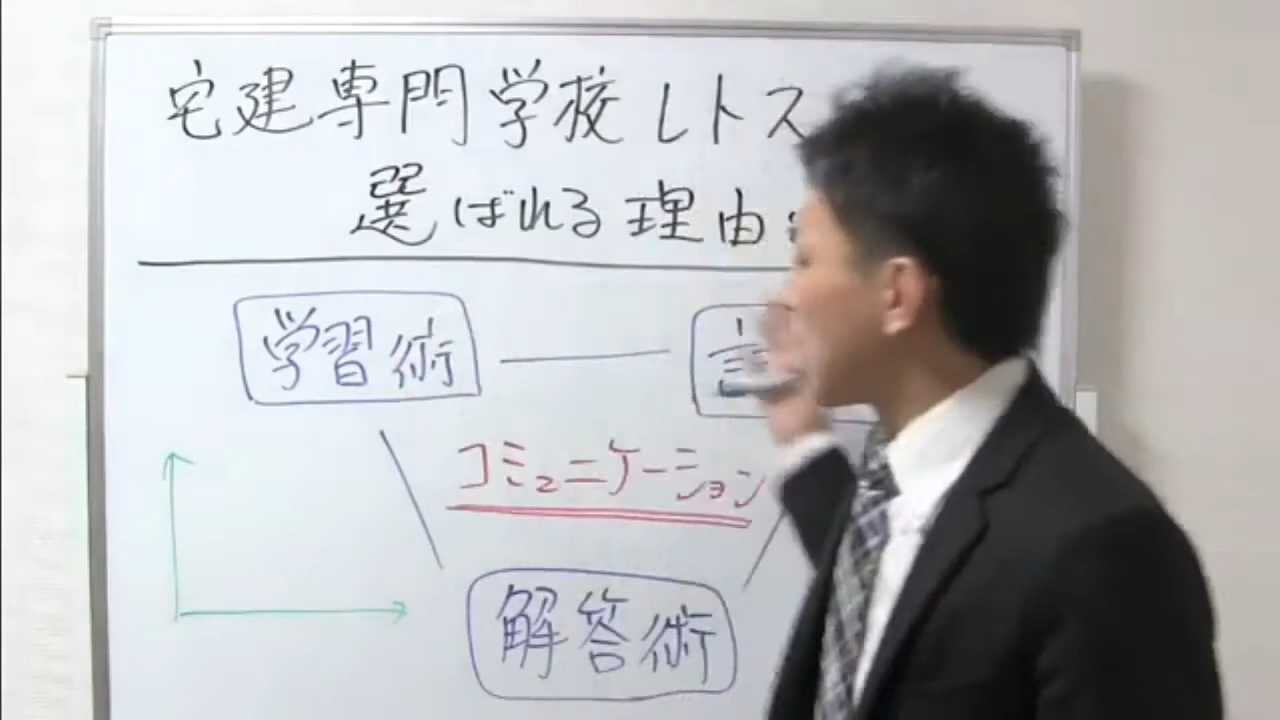 宅建専門学校レトス
選ばれる理由
学習術
コミュニケーション
解答術